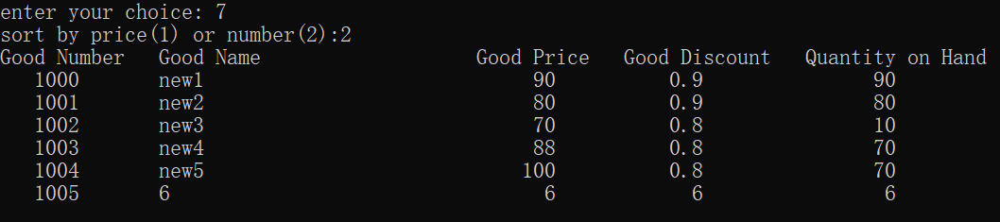 enter your choice: 7
sort by price(1) or number(2):2
Good Number   Good Name                   Good Price   Good Discount   Quantity on Hand
   1000       new1                             90          0.9               90
   1001       new2                             80          0.9               80
   1002       new3                             70          0.8               10
   1003       new4                             88          0.8               70
   1004       new5                            100          0.8               70
   1005       6                                 6            6                6